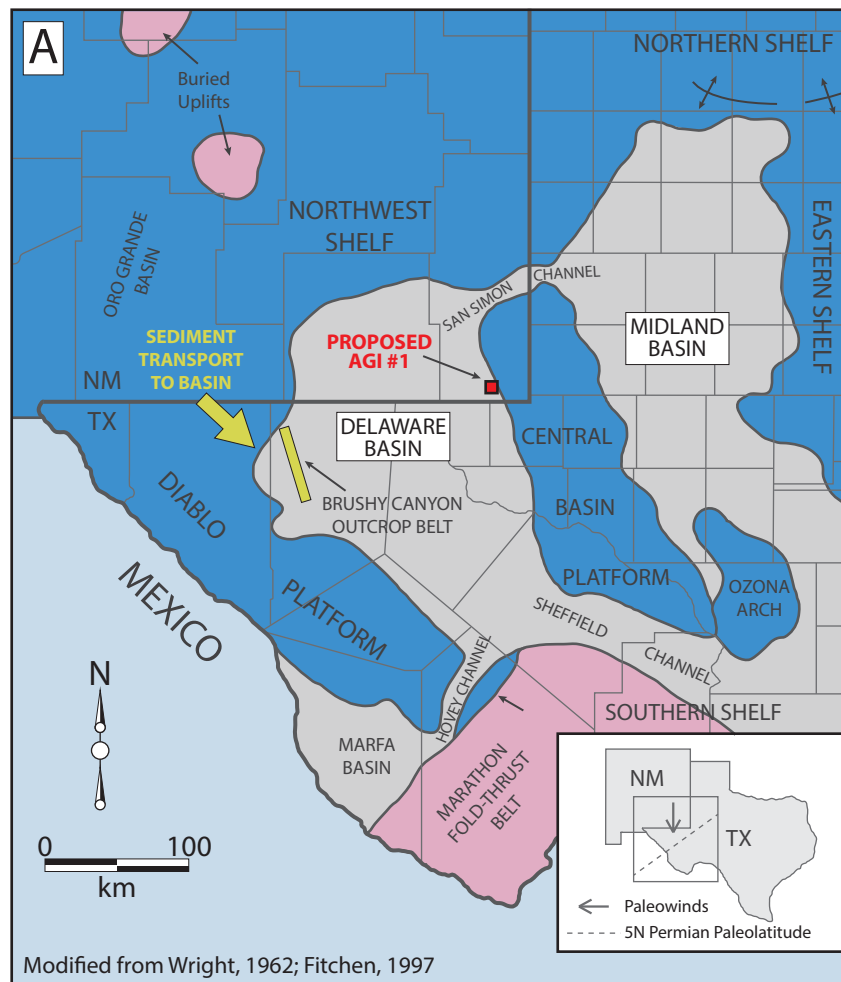 A
Buried
Uplifts
NORTHERN SHELF
NORTHWEST
SHELF
ORO GRANDE
BASIN
EASTERN SHELF
SAN SIMON
CHANNEL
MIDLAND
BASIN
SEDIMENT
TRANSPORT
TO BASIN
PROPOSED
AGI #1
NM
TX
DELAWARE
BASIN
CENTRAL
BASIN
PLATFORM
BRUSHY CANYON
OUTCROP BELT
DIABLO
PLATFORM
MEXICO
OZONA
ARCH
SHEFFIELD
CHANNEL
HOVEY CHANNEL
SOUTHERN SHELF
MARFA
BASIN
MARATHON
FOLD-THRUST
BELT
N
0 100
km
NM
TX
Paleowinds
5N Permian Paleolatitude
Modified from Wright, 1962; Fitchen, 1997